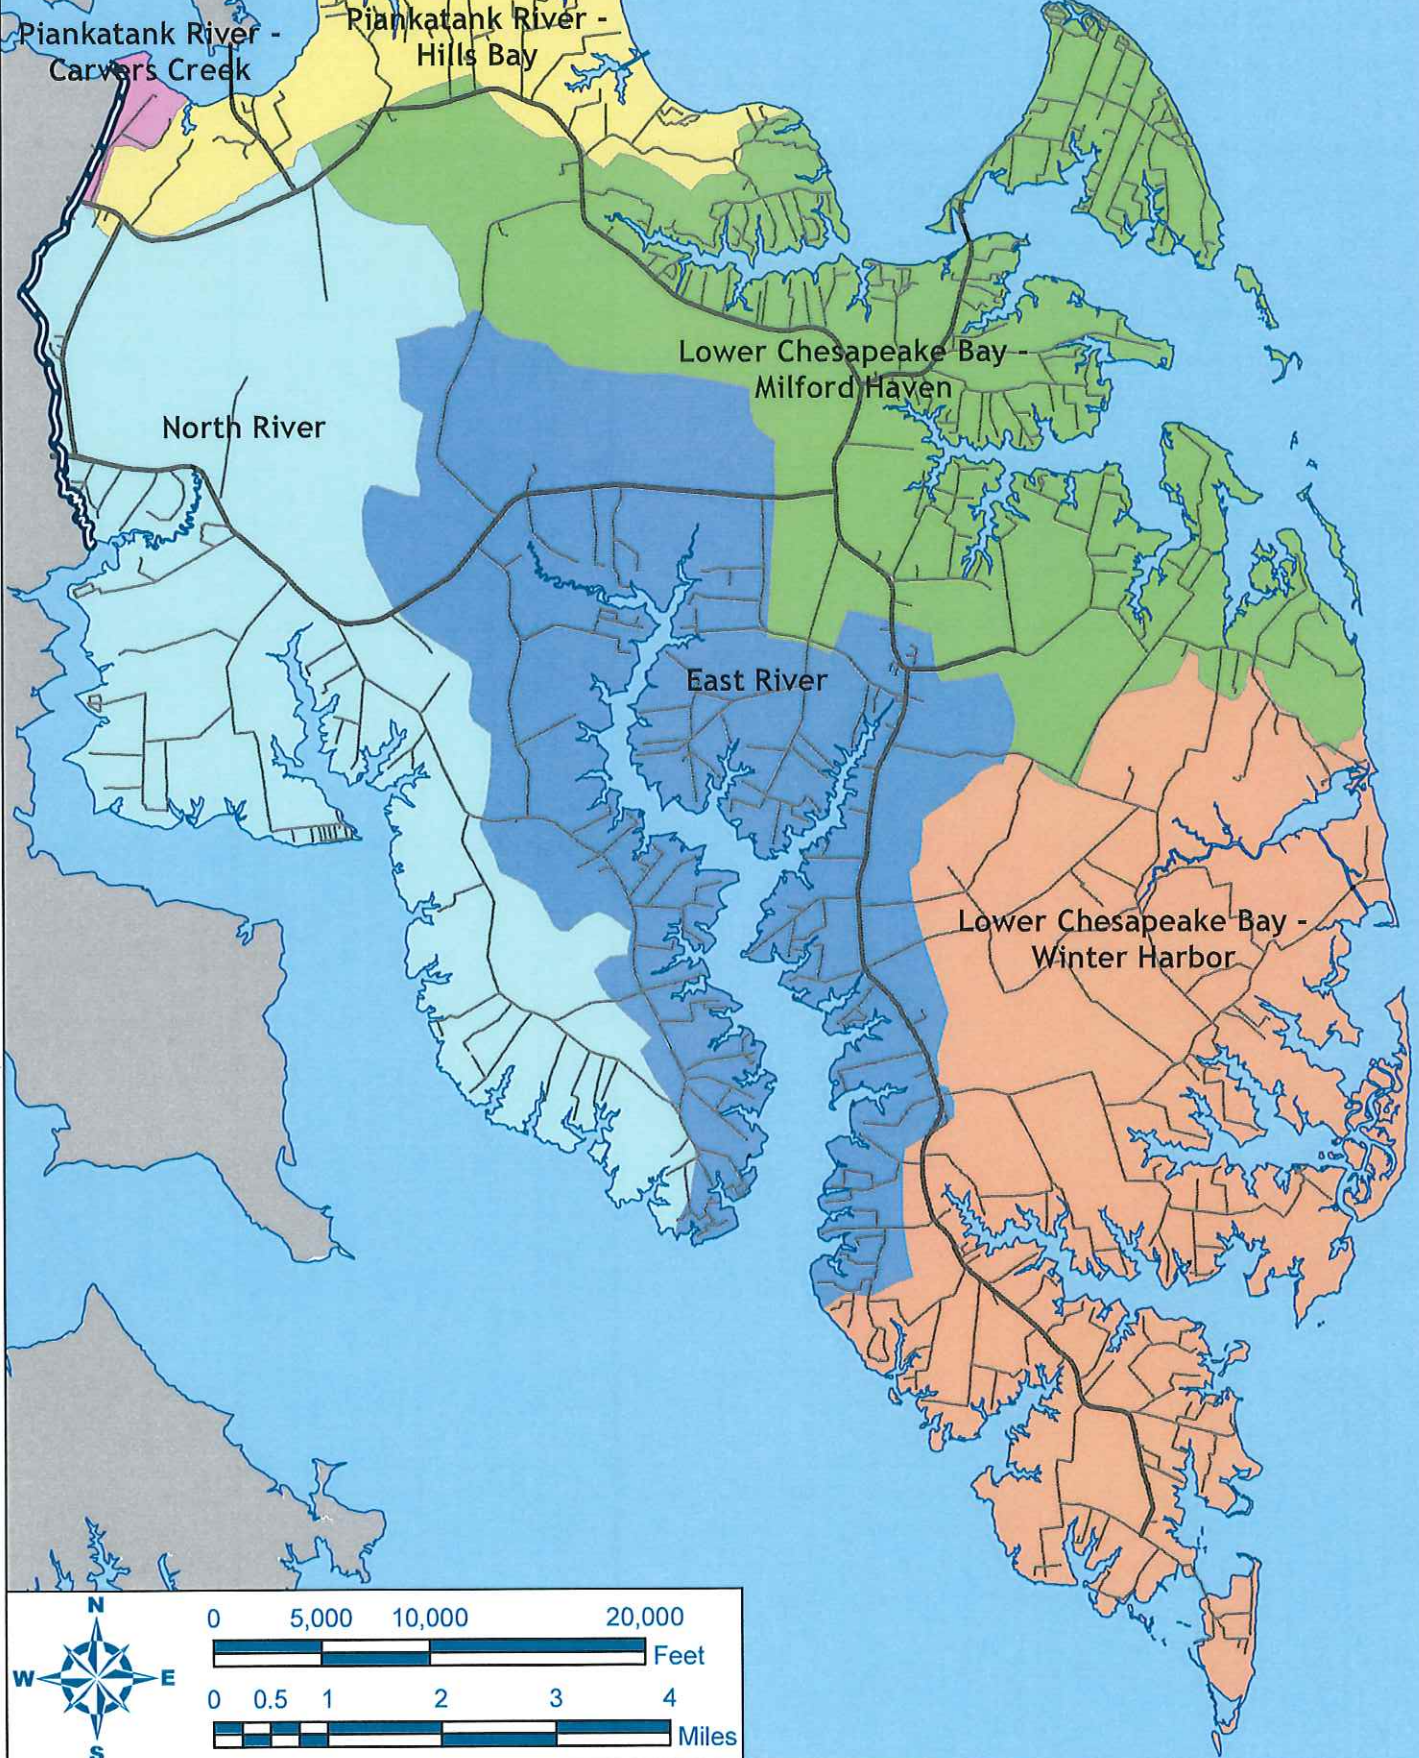 Piankatank River -
Carvers Creek
Piankatank River -
Hills Bay
Lower Chesapeake Bay -
Milford Haven
North River
East River
Lower Chesapeake Bay -
Winter Harbor
N
W E
S
0 5,000 10,000 20,000
Feet
0 0.5 1 2 3 4
Miles